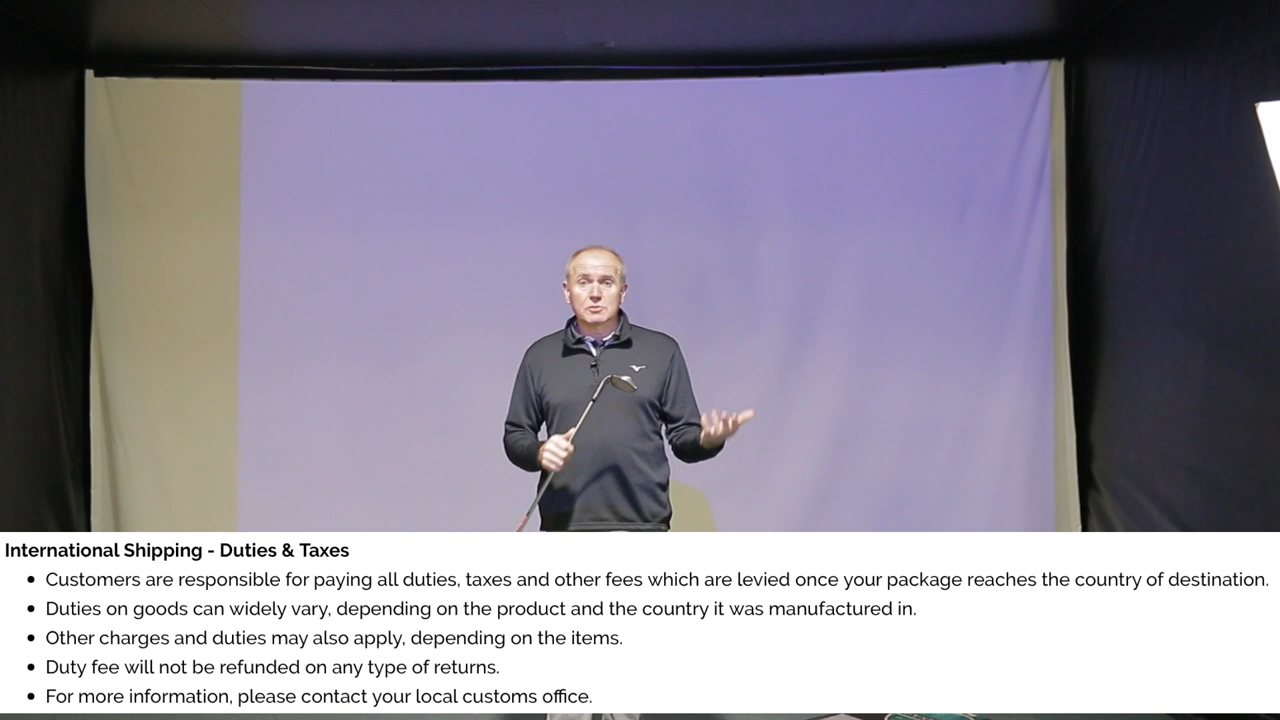 International Shipping - Duties & Taxes
• Customers are responsible for paying all duties, taxes and other fees which are levied once your package reaches the country of destination.
• Duties on goods can widely vary, depending on the product and the country it was manufactured in.
• Other charges and duties may also apply, depending on the items.
• Duty fee will not be refunded on any type of returns.
• For more information, please contact your local customs office.